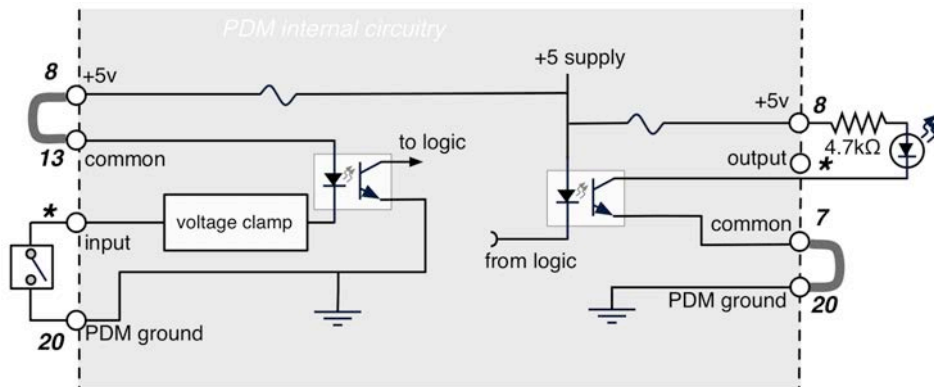 PDM internal circuitry
8
+5v
13
common
*
input
20
PDM ground
voltage clamp
to logic
+5 supply
from logic
+5v
8
4.7kΩ
output
*
common
7
PDM ground
20